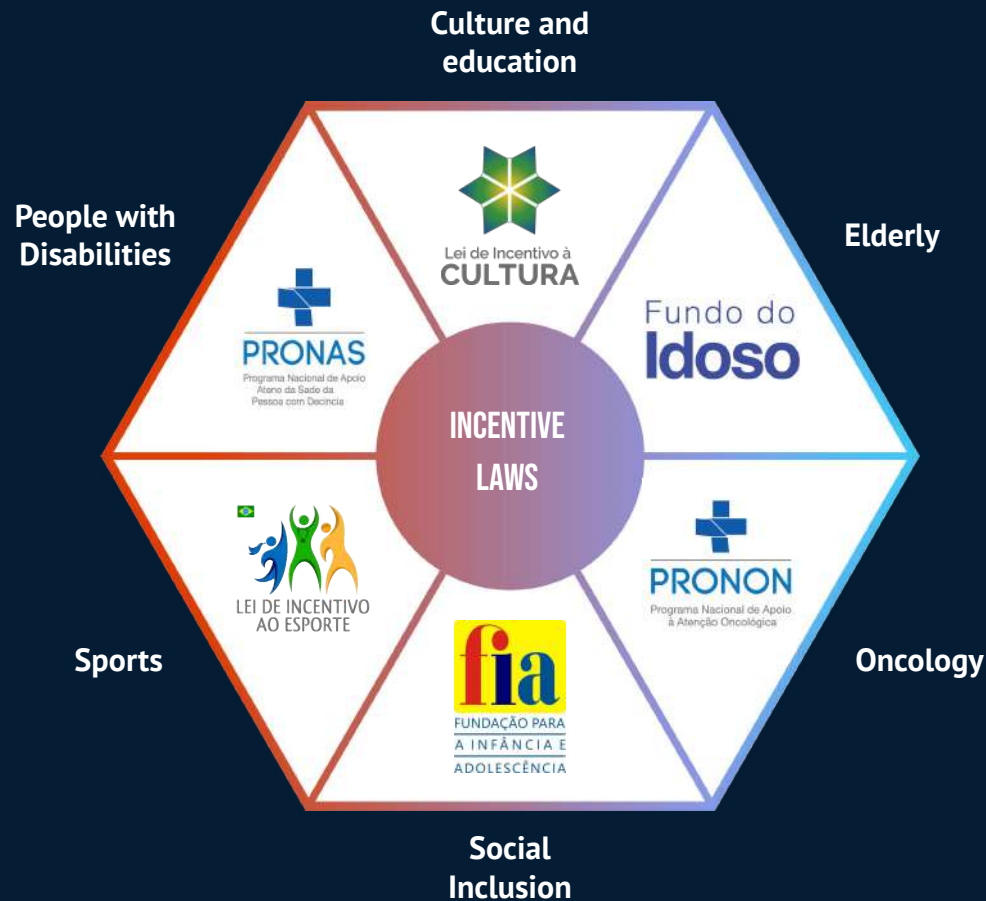 Culture and
education
People with
Disabilities
Elderly
Lei de Incentivo à
CULTURA
PRONAS
Programa Nacional de Apoio
Ateno da Sade da
Pessoa com Decincia
Fundo do
Idoso
INCENTIVE
LAWS
LEI DE INCENTIVO
AO ESPORTE
PRONON
Programa Nacional de Apoio
à Atenção Oncológica
fia
FUNDAÇÃO PARA
A INFÂNCIA E
ADOLESCÊNCIA
Sports
Oncology
Social
Inclusion